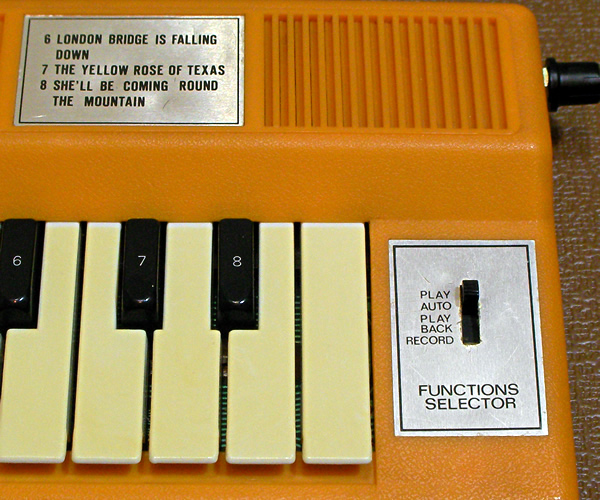 6 LONDON BRIDGE IS FALLING
DOWN
7 THE YELLOW ROSE OF TEXAS
8 SHE'LL BE COMING 'ROUND
THE MOUNTAIN
6
7
8
PLAY
AUTO
PLAY
BACK
RECORD
FUNCTIONS
SELECTOR